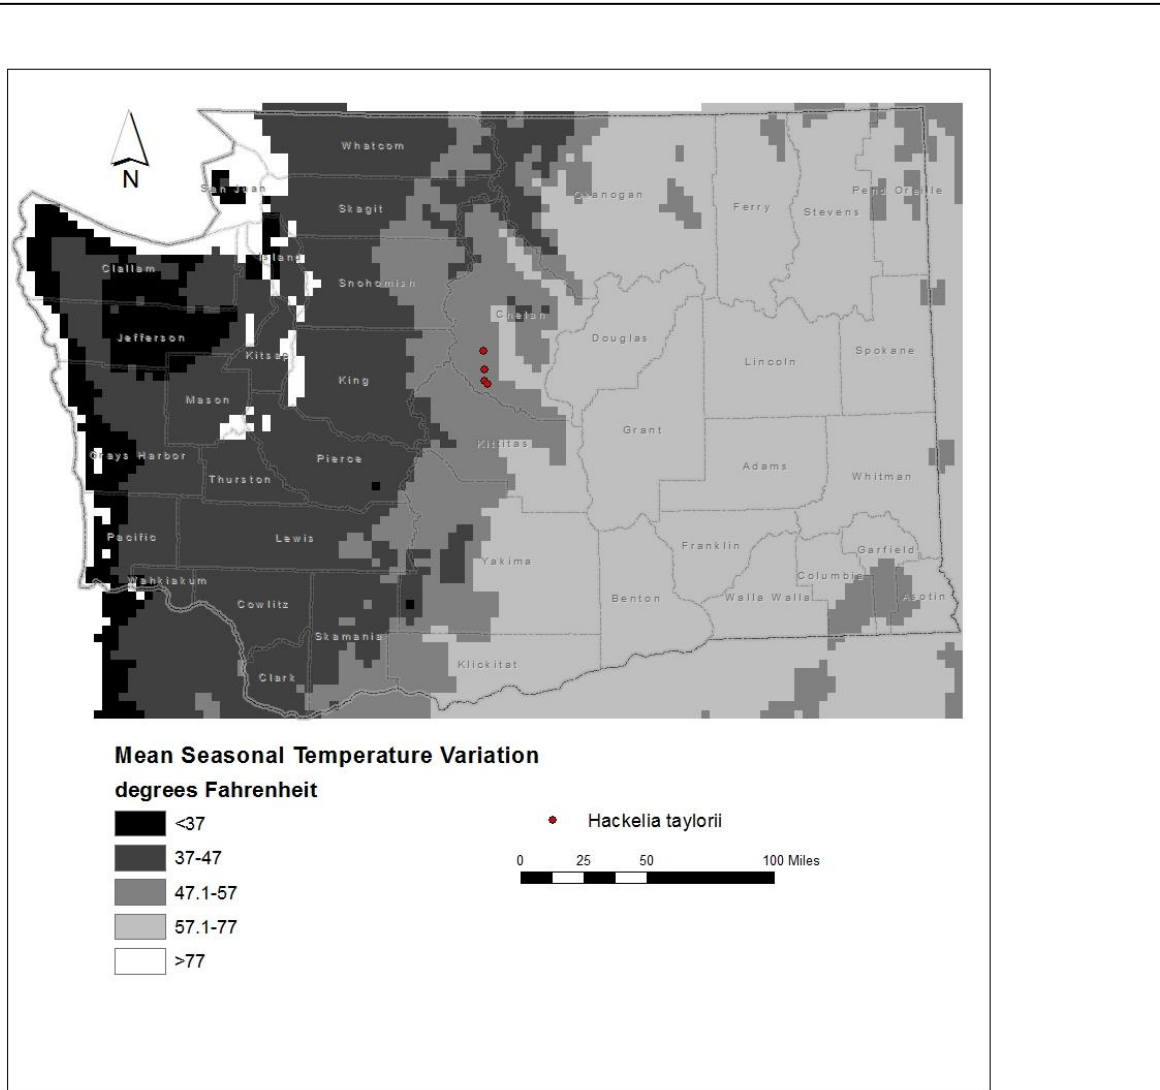 Whatcom
N
San Juan
Okanogan
Pend Oreille
Skagit
Ferry
Stevens
Island
Clallam
Snohomish
Chelan
Jefferson
Douglas
Kitsap
Lincoln
Spokane
King
Mason
Grant
Kittitas
Grays Harbor
Pierce
Adams
Thurston
Whitman
Pacific
Lewis
Franklin
Garfield
Yakima
Columbia
Wahkiakum
Benton
Walla Walla
Asotin
Cowlitz
Skamania
Klickitat
Clark
Mean Seasonal Temperature Variation
degrees Fahrenheit
<37
37-47
47.1-57
57.1-77
>77
Hackelia taylorii
0 25 50 100 Miles